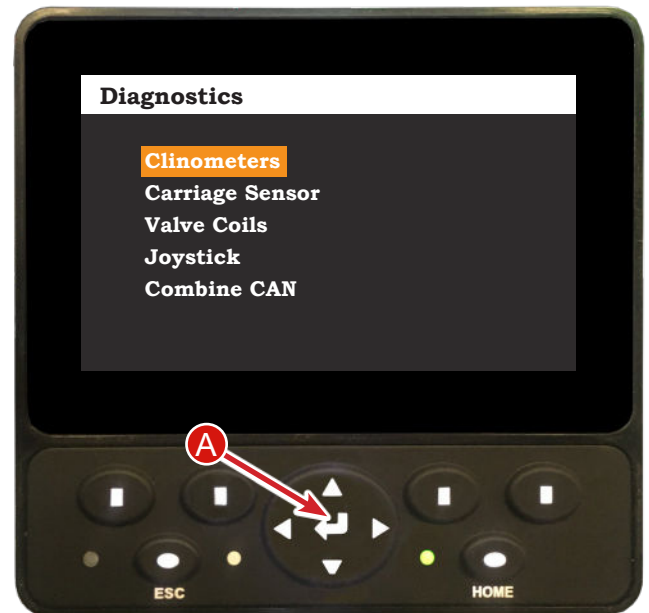 Diagnostics
Clinometers
Carriage Sensor
Valve Coils
Joystick
Combine CAN
A
ESC
HOME